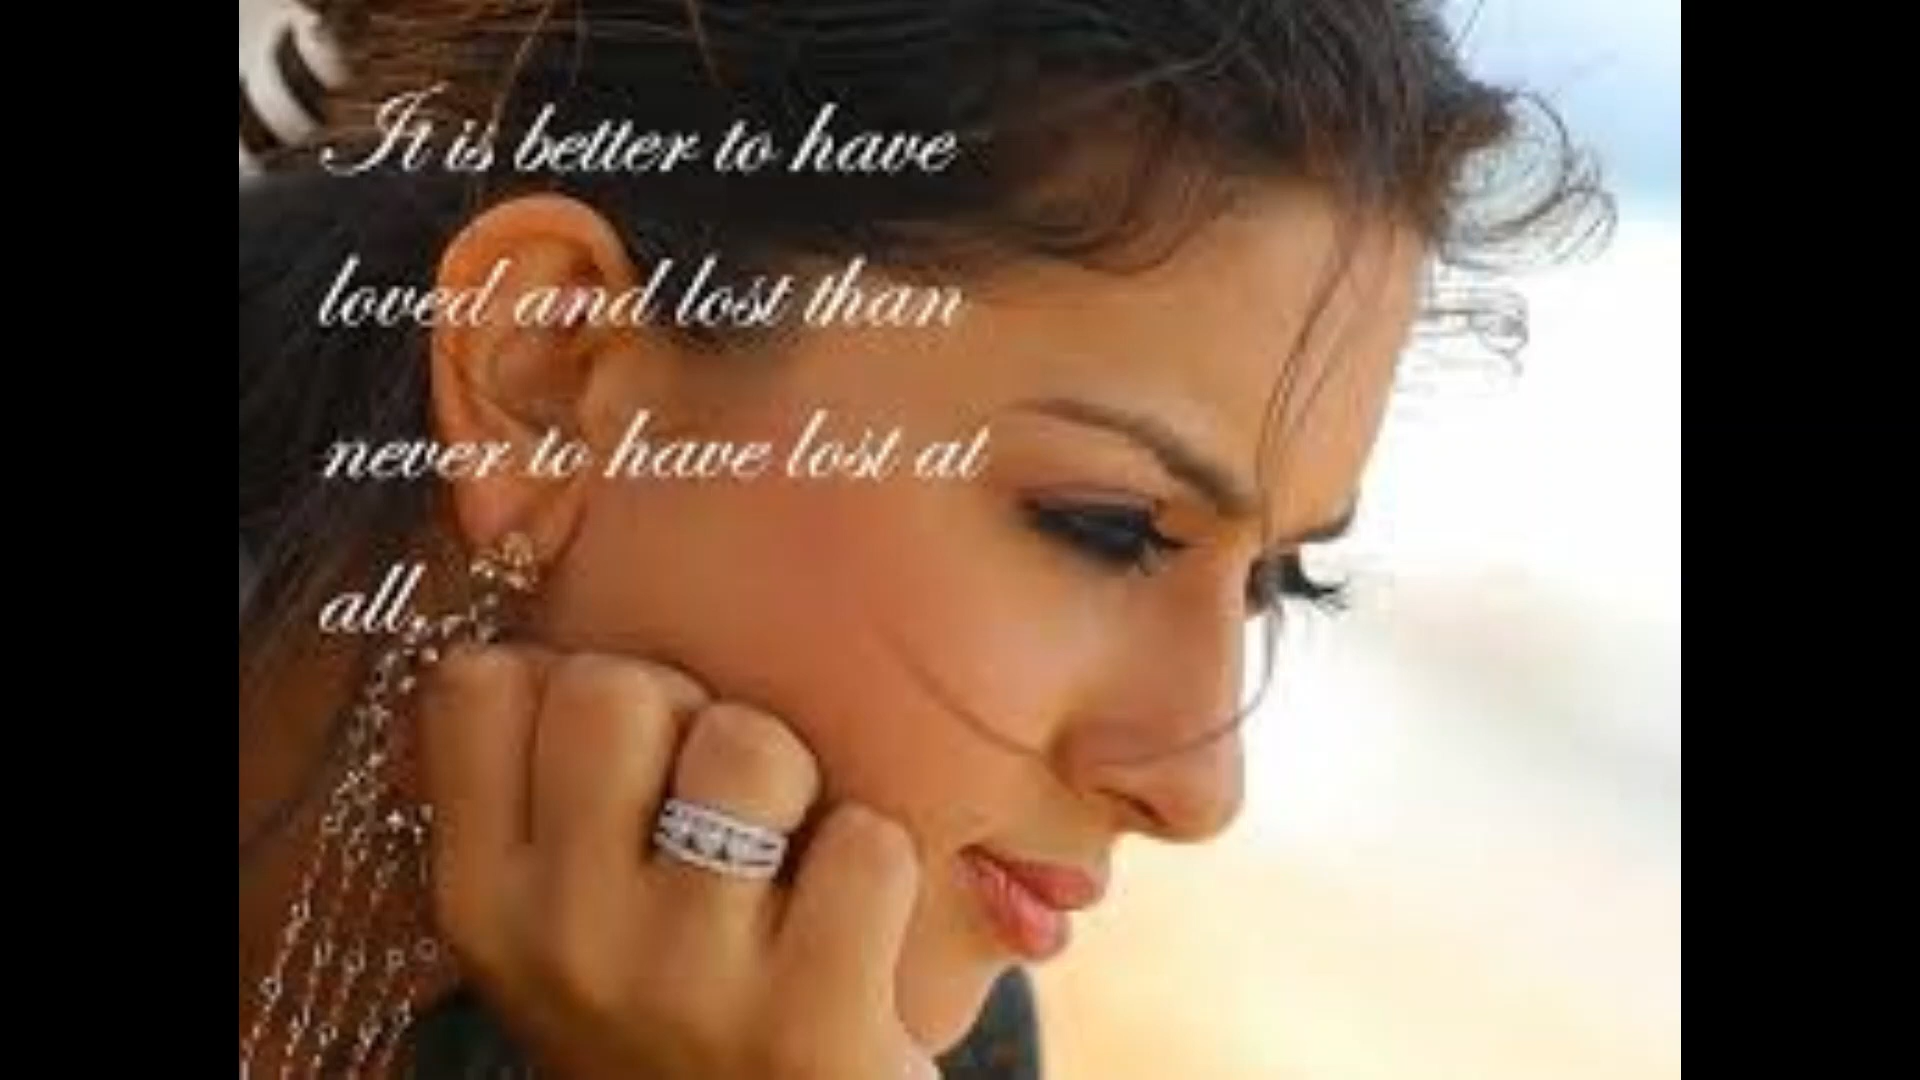 It is better to have
loved and lost than
never to have lost at
all..